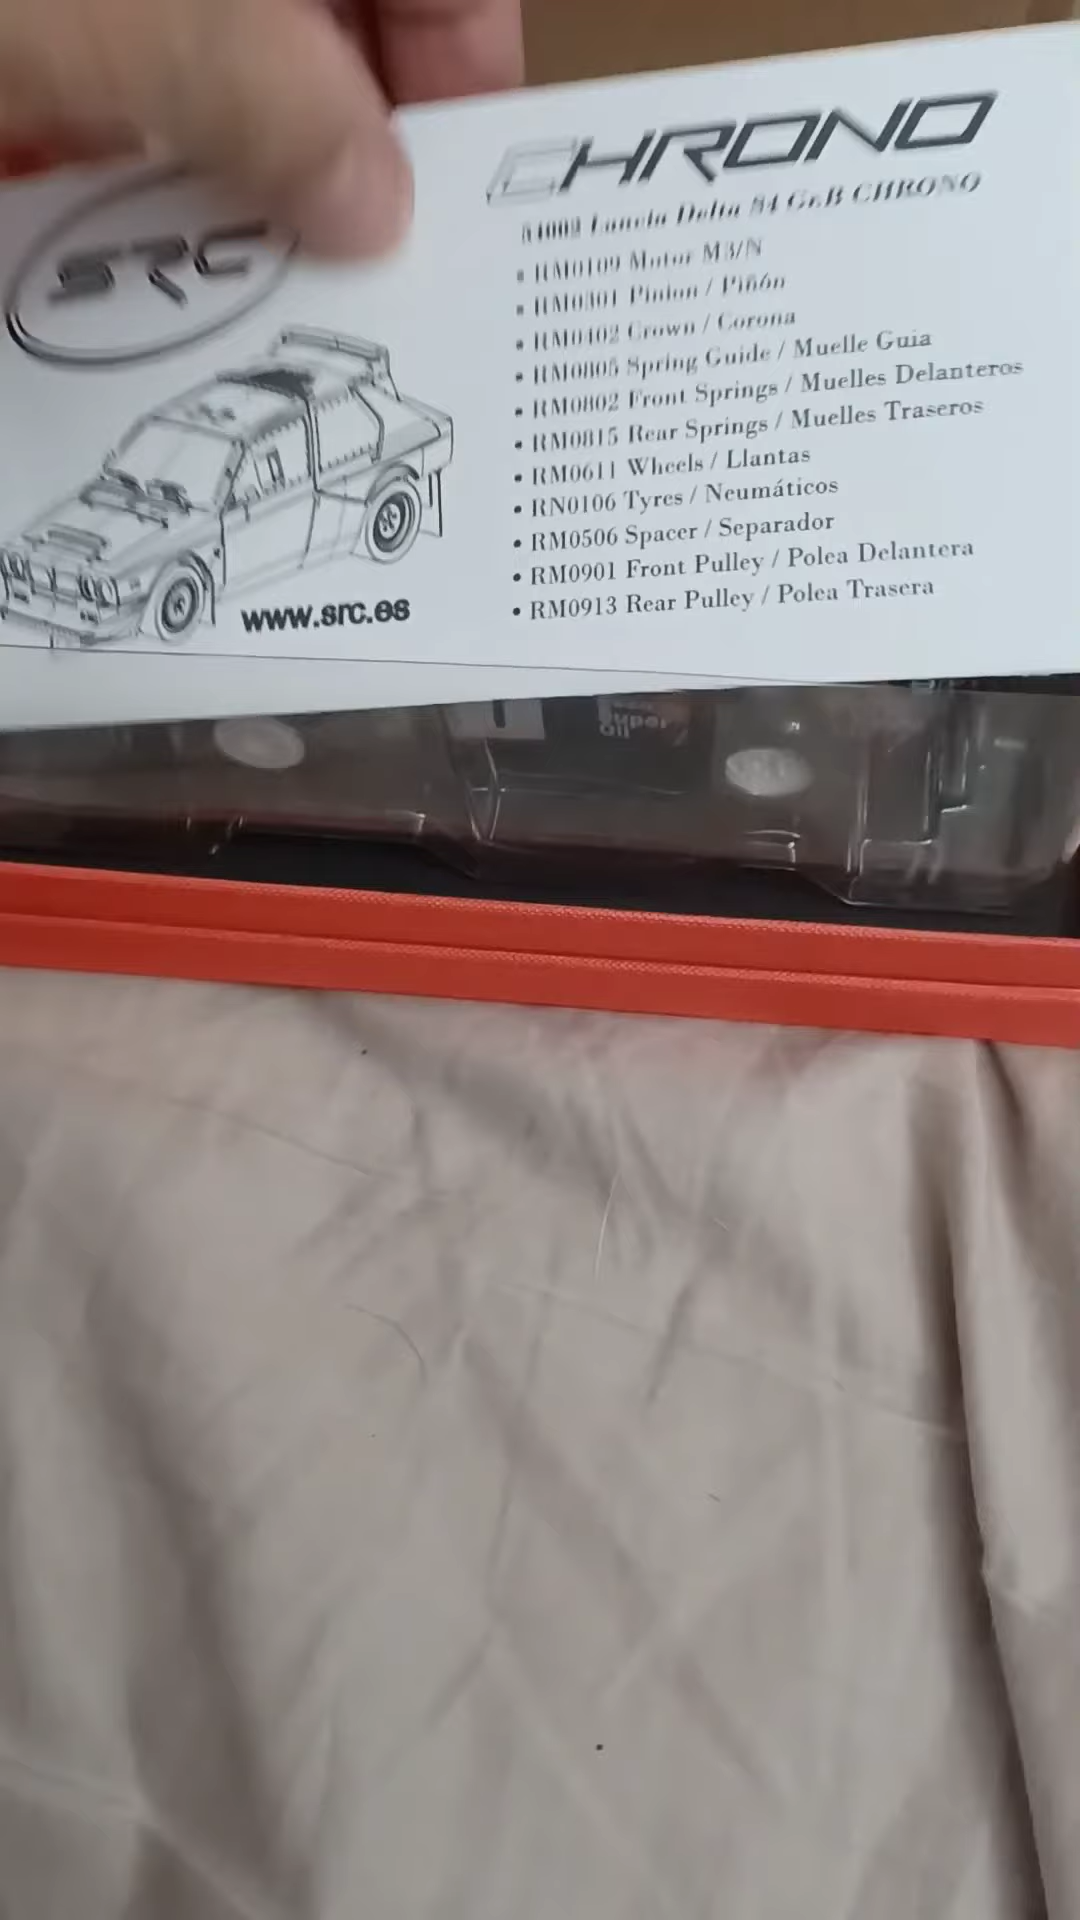 CHRONO
SRC
Lancia Delta S4 Gr.B CHRONO
• RM0109 Motor M3/N
• RM0301 Pinion / Piñón
• RM0402 Crown / Corona
• RM0805 Spring Guide / Muelle Guia
• RM0802 Front Springs / Muelles Delanteros
• RM0815 Rear Springs / Muelles Traseros
• RM0611 Wheels / Llantas
• RN0106 Tyres / Neumáticos
• RM0506 Spacer / Separador
• RM0901 Front Pulley / Polea Delantera
• RM0913 Rear Pulley / Polea Trasera
www.src.es
super
oil